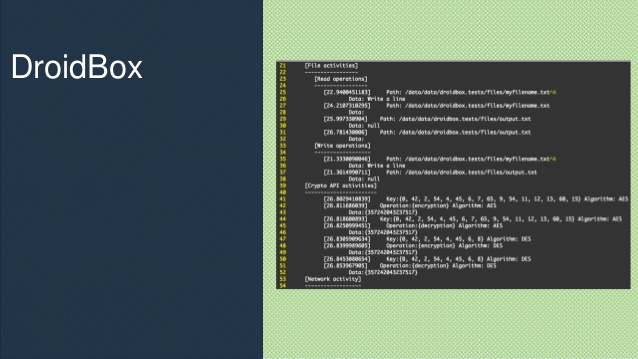 DroidBox
21 [File activities]
22 -----------------
23 [Read operations]
24 -----------------
25 [22.9400451183] Path: /data/data/droidbox.tests/files/myfilename.txt^4
26 Data: Write a line
27 [24.2107310295] Path: /data/data/droidbox.tests/files/myfilename.txt
28 Data:
29 [25.997330904] Path: /data/data/droidbox.tests/files/output.txt
30 Data: null
31 [26.781430006] Path: /data/data/droidbox.tests/files/output.txt
32 Data:
33 [Write operations]
34 ------------------
35 [21.3330090046] Path: /data/data/droidbox.tests/files/myfilename.txt^4
36 Data: Write a line
37 [21.3614990711] Path: /data/data/droidbox.tests/files/output.txt
38 Data: null
39 [Crypto API activities]
40 -----------------------
41 [26.8029410839] Key:{0, 42, 2, 54, 4, 45, 6, 7, 65, 9, 54, 11, 12, 13, 60, 15} Algorithm: AES
42 [26.811686039] Operation:{encryption} Algorithm: AES
43 Data:{357242043237517}
44 [26.818600893] Key:{0, 42, 2, 54, 4, 45, 6, 7, 65, 9, 54, 11, 12, 13, 60, 15} Algorithm: AES
45 [26.8250999451] Operation:{decryption} Algorithm: AES
46 Data:{357242043237517}
47 [26.8305909634] Key:{0, 42, 2, 54, 4, 45, 6, 8} Algorithm: DES
48 [26.8399989605] Operation:{encryption} Algorithm: DES
49 Data:{357242043237517}
50 [26.8453080654] Key:{0, 42, 2, 54, 4, 45, 6, 8} Algorithm: DES
51 [26.853967905] Operation:{decryption} Algorithm: DES
52 Data:{357242043237517}
53 [Network activity]
54 ------------------